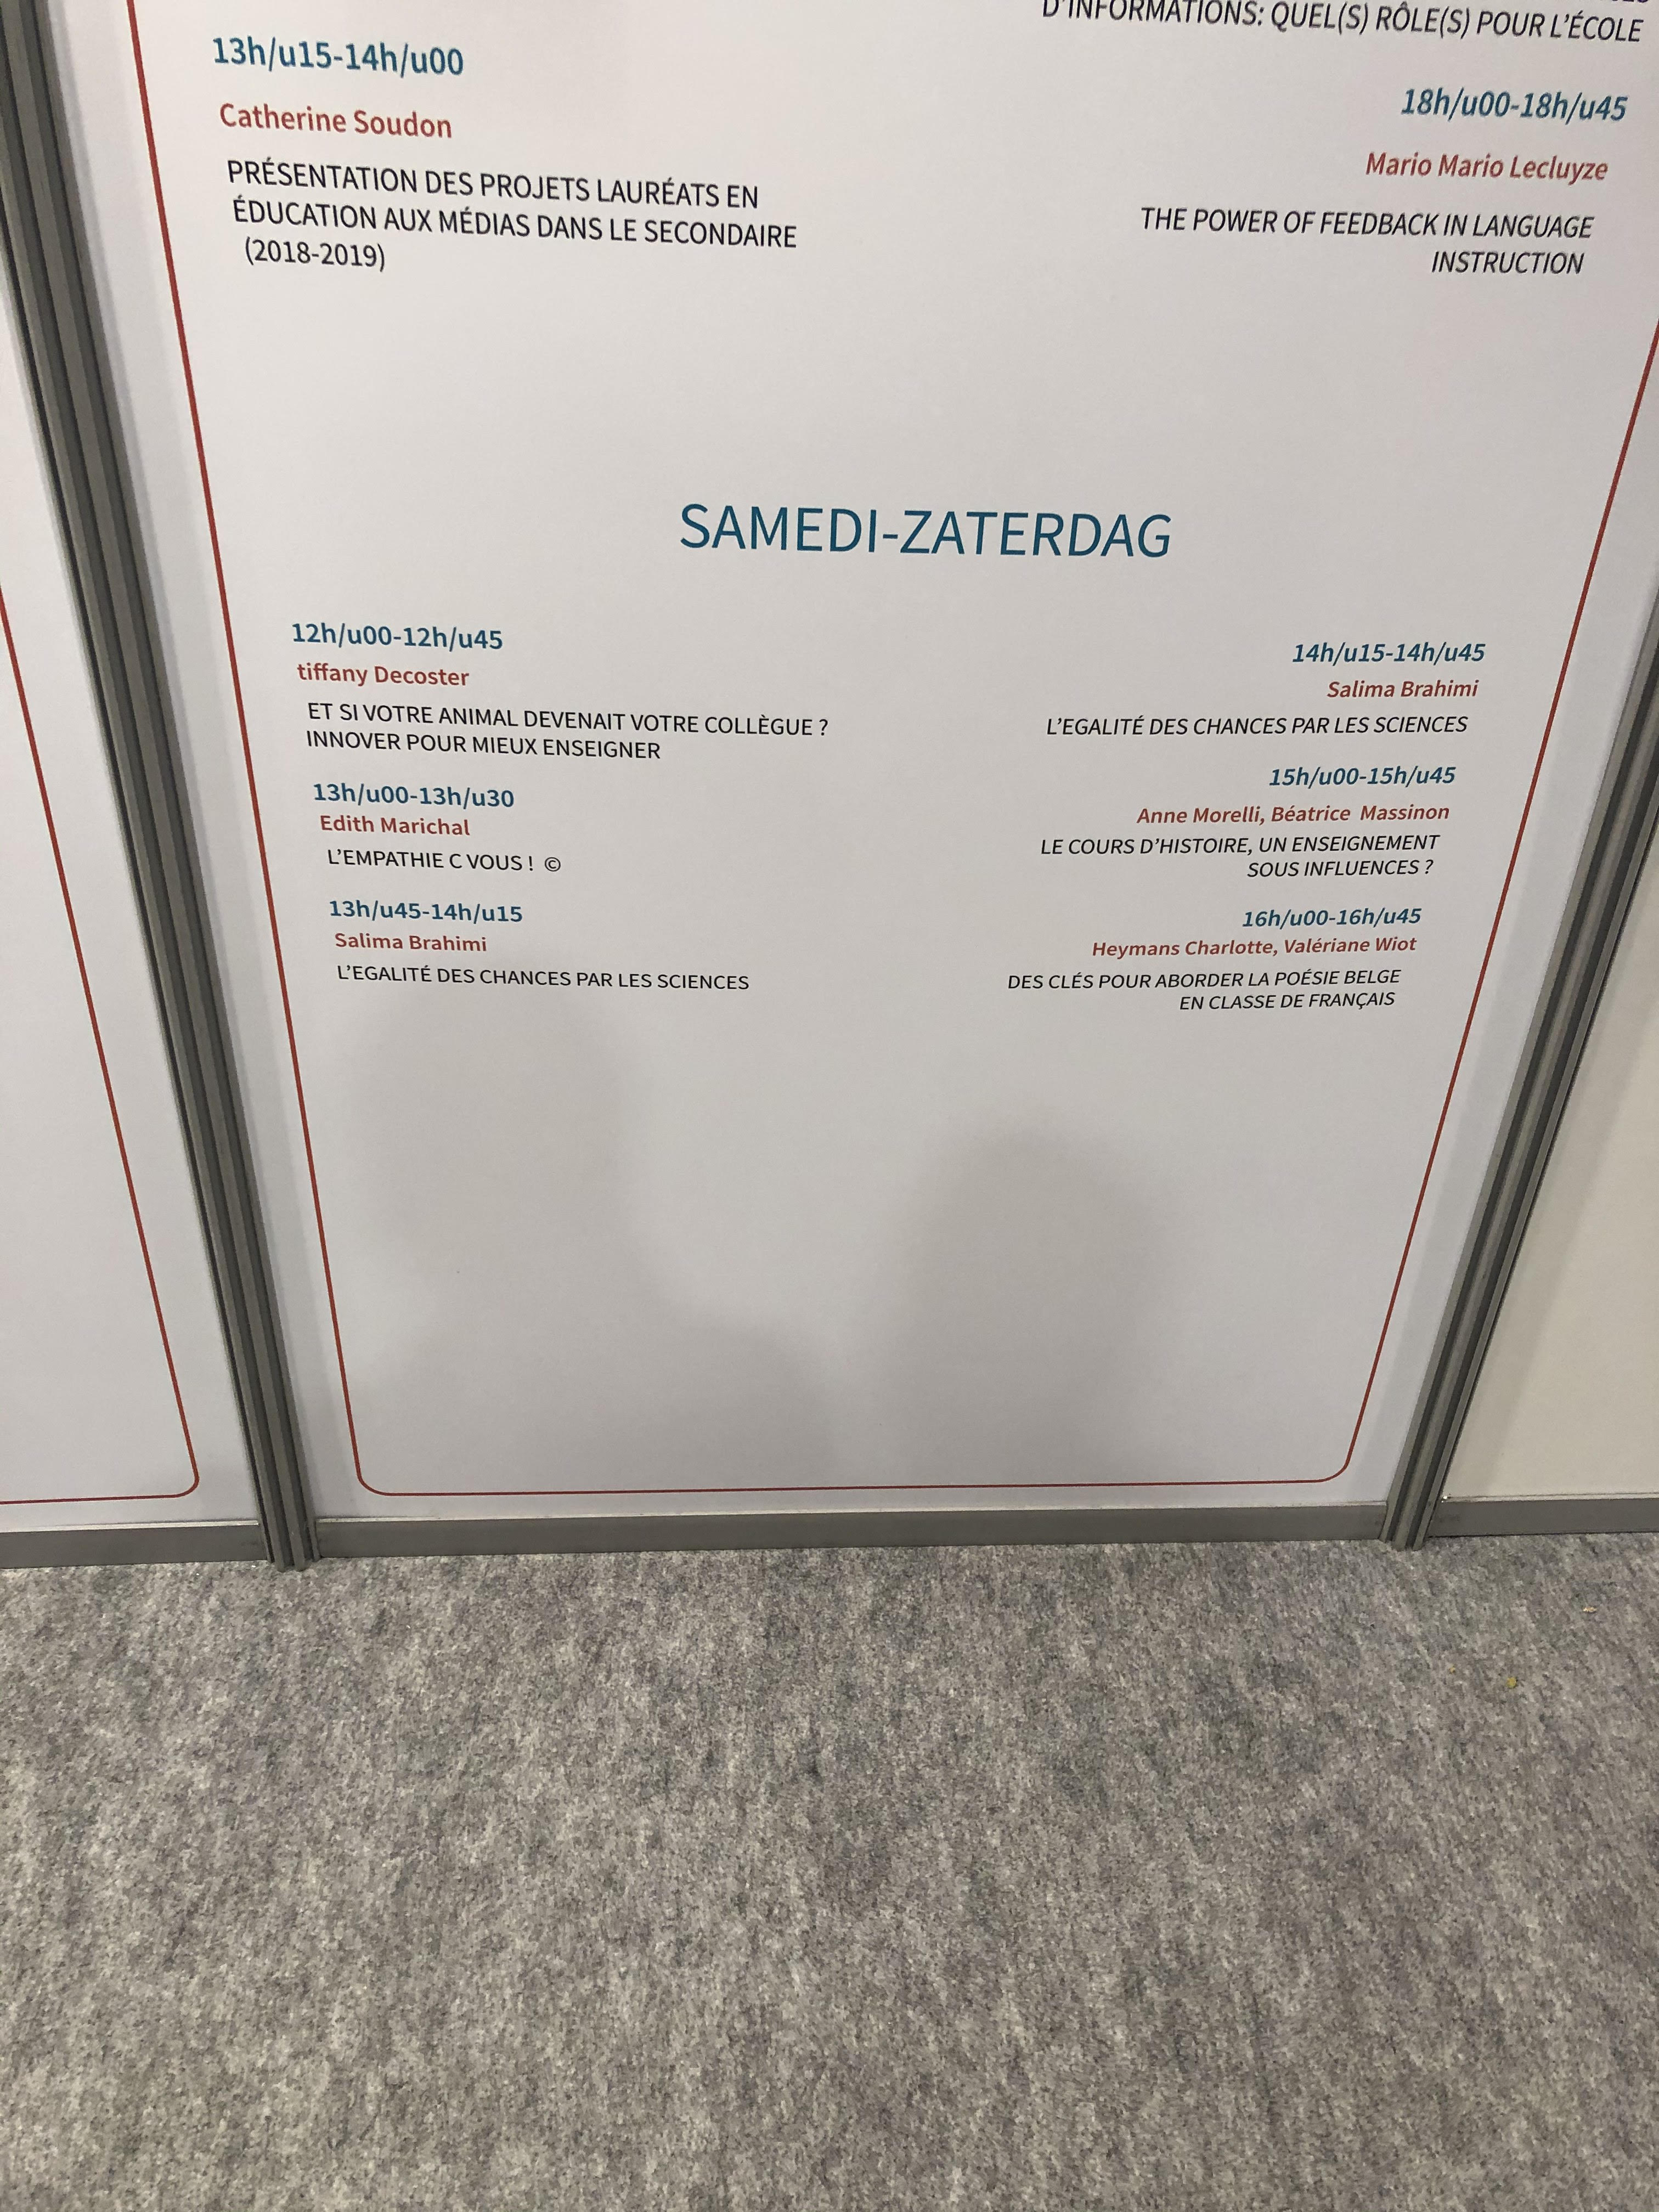 13h/u15-14h/u00
Catherine Soudon
PRÉSENTATION DES PROJETS LAURÉATS EN
ÉDUCATION AUX MÉDIAS DANS LE SECONDAIRE
(2018-2019)
D'INFORMATIONS: QUEL(S) RÔLE(S) POUR L'ÉCOLE
18h/u00-18h/u45
Mario Mario Lecluyze
THE POWER OF FEEDBACK IN LANGUAGE
INSTRUCTION
SAMEDI-ZATERDAG
12h/u00-12h/u45
tiffany Decoster
ET SI VOTRE ANIMAL DEVENAIT VOTRE COLLÈGUE ?
INNOVER POUR MIEUX ENSEIGNER
13h/u00-13h/u30
Edith Marichal
L'EMPATHIE C VOUS ! ©
13h/u45-14h/u15
Salima Brahimi
L'EGALITÉ DES CHANCES PAR LES SCIENCES
14h/u15-14h/u45
Salima Brahimi
L'EGALITÉ DES CHANCES PAR LES SCIENCES
15h/u00-15h/u45
Anne Morelli, Béatrice Massinon
LE COURS D'HISTOIRE, UN ENSEIGNEMENT
SOUS INFLUENCES ?
16h/u00-16h/u45
Heymans Charlotte, Valériane Wiot
DES CLÉS POUR ABORDER LA POÉSIE BELGE
EN CLASSE DE FRANÇAIS